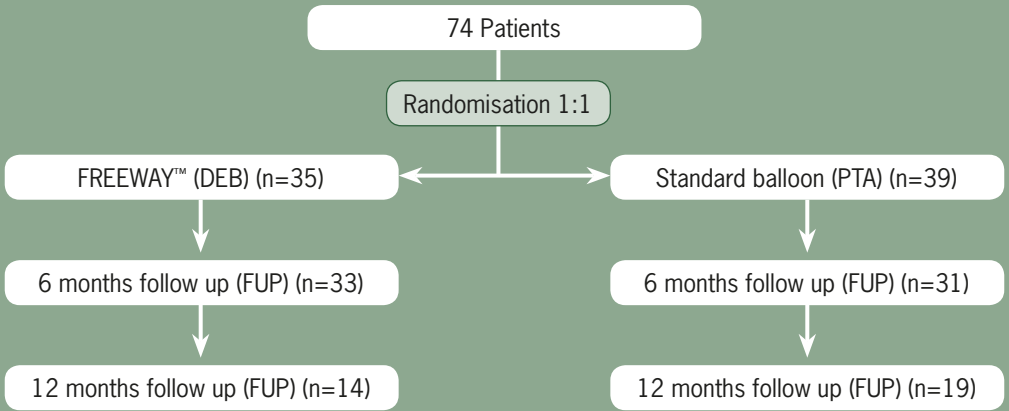 74 Patients
Randomisation 1:1
FREEWAY™ (DEB) (n=35)
Standard balloon (PTA) (n=39)
6 months follow up (FUP) (n=33)
6 months follow up (FUP) (n=31)
12 months follow up (FUP) (n=14)
12 months follow up (FUP) (n=19)